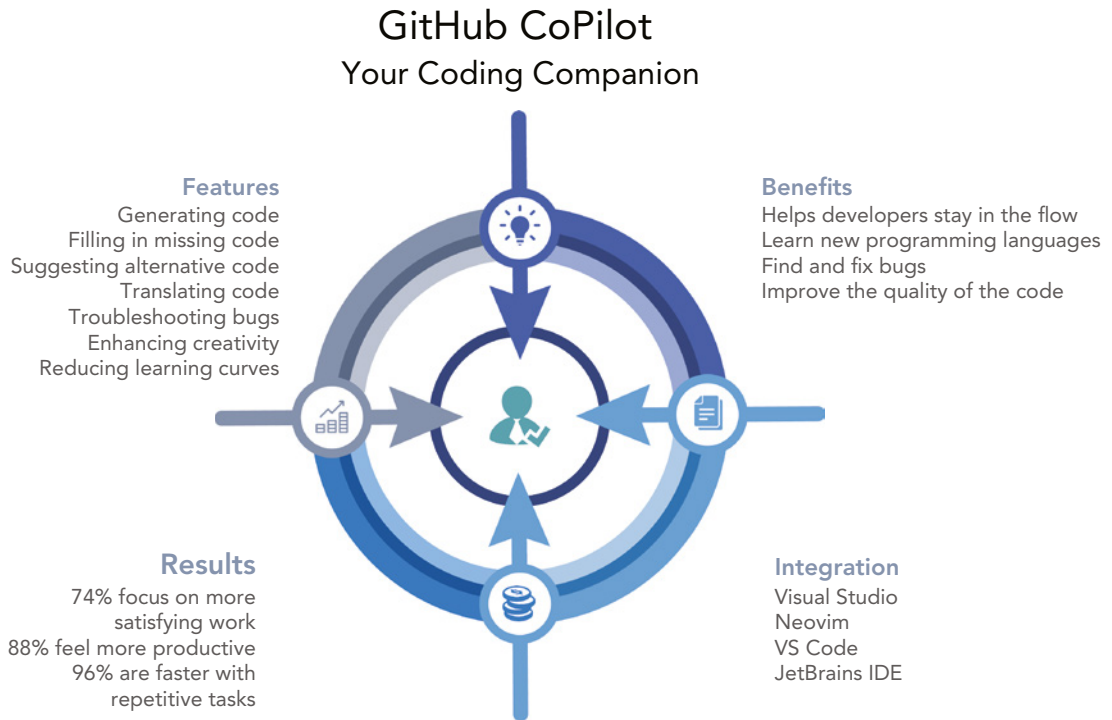 GitHub CoPilot
Your Coding Companion
Features
Generating code
Filling in missing code
Suggesting alternative code
Translating code
Troubleshooting bugs
Enhancing creativity
Reducing learning curves
Benefits
Helps developers stay in the flow
Learn new programming languages
Find and fix bugs
Improve the quality of the code
Results
74% focus on more
satisfying work
88% feel more productive
96% are faster with
repetitive tasks
Integration
Visual Studio
Neovim
VS Code
JetBrains IDE